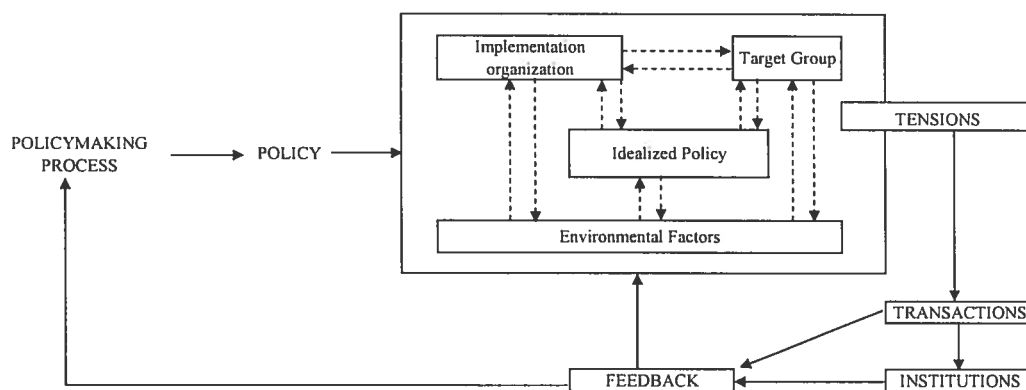 Implementation
organization
Target Group
TENSIONS
POLICYMAKING
PROCESS
POLICY
Idealized Policy
Environmental Factors
TRANSACTIONS
FEEDBACK
INSTITUTIONS